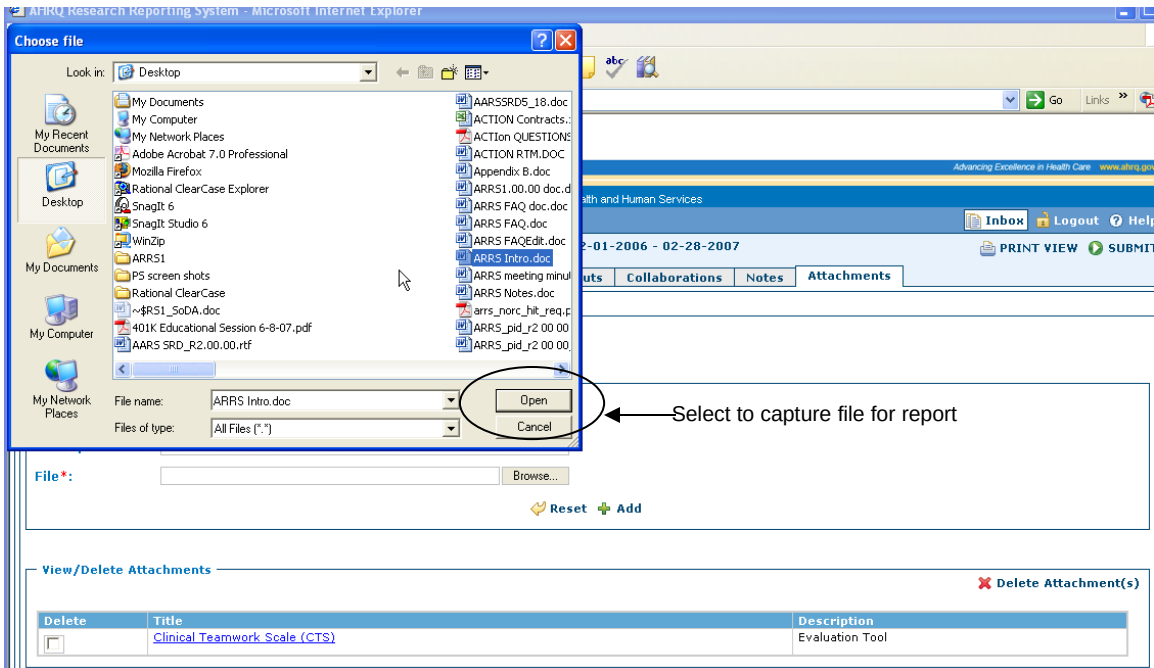 AHRQ Research Reporting System - Microsoft Internet Explorer
Choose file
Look in: Desktop
My Recent Documents
Desktop
My Documents
My Computer
My Network Places
My Documents
My Computer
My Network Places
Adobe Acrobat 7.0 Professional
Mozilla Firefox
Rational ClearCase Explorer
SnagIt 6
SnagIt Studio 6
WinZip
ARRS1
PS screen shots
Rational ClearCase
~$RS1_SoDA.doc
401K Educational Session 6-8-07.pdf
AARS SRD_R2.00.00.rtf
AARSSRD5_18.doc
ACTION Contracts.
ACTIon QUESTIONS
ACTION RTM.DOC
Appendix B.doc
ARRS1.00.00 doc.d
ARRS FAQ doc.doc
ARRS FAQ.doc
ARRS FAQEdit.doc
ARRS Intro.doc
ARRS meeting minu
ARRS Notes.doc
arrs_norc_hit_req.p
ARRS_pid_r2 00 00
ARRS_pid_r2 00 00_
File name: ARRS Intro.doc Open
Files of type: All Files (*.*) Cancel
abc
Go Links »
Advancing Excellence in Health Care www.ahrq.gov
alth and Human Services
Inbox Logout Help
2-01-2006 - 02-28-2007 PRINT VIEW SUBMIT
uts Collaborations Notes Attachments
Select to capture file for report
File*: Browse...
Reset Add
View/Delete Attachments
Delete Attachment(s)
Delete Title Description
Clinical Teamwork Scale (CTS) Evaluation Tool